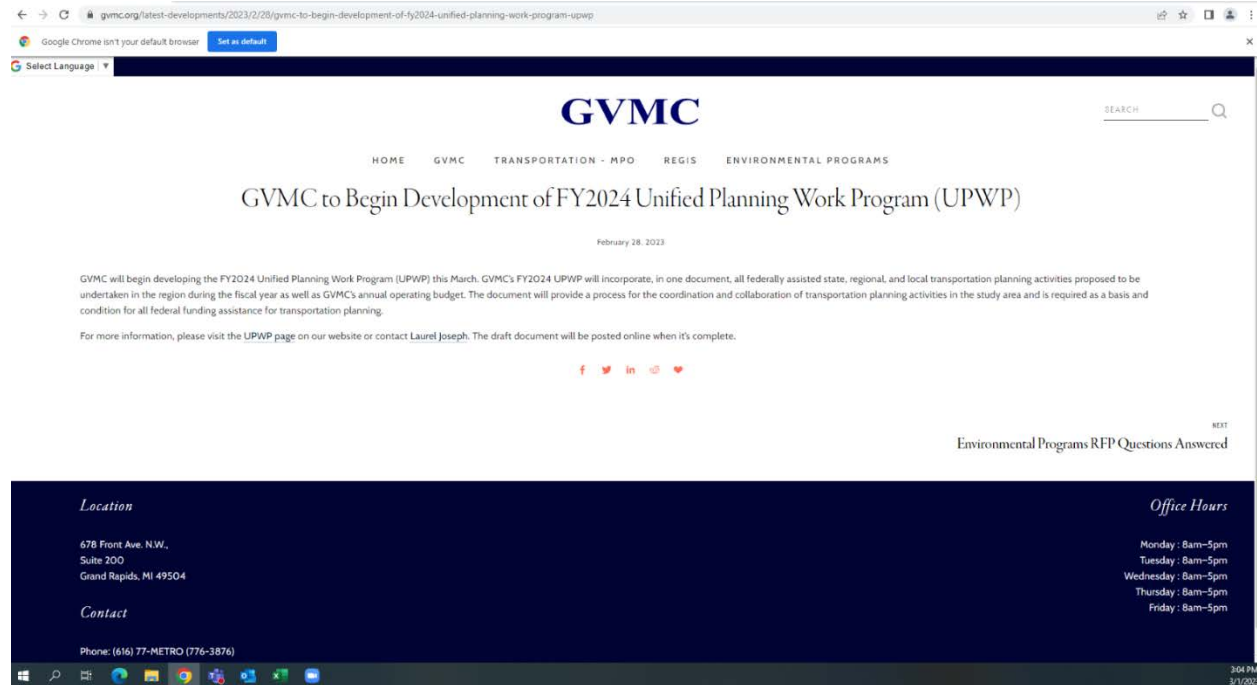 gvmc.org/latest-developments/2023/2/28/gvmc-to-begin-development-of-fy2024-unified-planning-work-program-upwp
Google Chrome isn't your default browser Set as default
Select Language
GVMC
SEARCH
HOME GVMC TRANSPORTATION - MPO REGIS ENVIRONMENTAL PROGRAMS
GVMC to Begin Development of FY2024 Unified Planning Work Program (UPWP)
February 28, 2023
GVMC will begin developing the FY2024 Unified Planning Work Program (UPWP) this March. GVMC's FY2024 UPWP will incorporate, in one document, all federally assisted state, regional, and local transportation planning activities proposed to be
undertaken in the region during the fiscal year as well as GVMC's annual operating budget. The document will provide a process for the coordination and collaboration of transportation planning activities in the study area and is required as a basis and
condition for all federal funding assistance for transportation planning.
For more information, please visit the UPWP page on our website or contact Laurel Joseph. The draft document will be posted online when it's complete.
NEXT
Environmental Programs RFP Questions Answered
Location
678 Front Ave. N.W.,
Suite 200
Grand Rapids, MI 49504
Contact
Phone: (616) 77-METRO (776-3876)
Office Hours
Monday : 8am–5pm
Tuesday : 8am–5pm
Wednesday : 8am–5pm
Thursday : 8am–5pm
Friday : 8am–5pm
3:04 PM
3/1/202